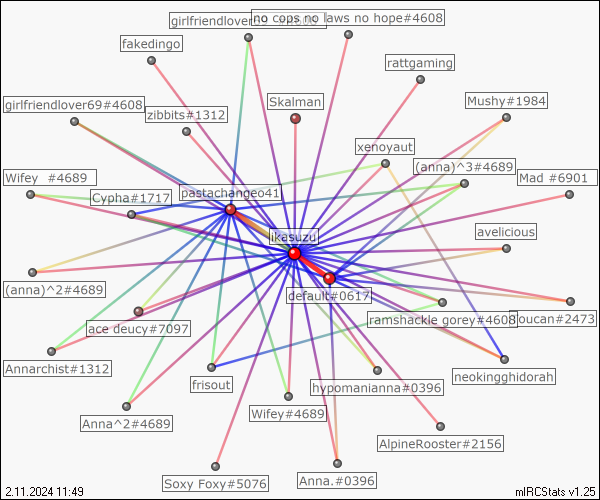 no cops no laws no hope#4608
fakedingo
rattgaming
girlfriendlover69#4608
zibbits#1312
Skalman
Mushy#1984
xenoyaut
(anna)^3#4689
Wifey_ #4689
Cypha#1717
pastachangeo41
Mad #6901
ikasuzu
avelicious
(anna)^2#4689
default#0617
ace deucy#7097
ramshackle gorey#4608
toucan#2473
Annarchist#1312
frisout
hypomanianna#0396
neokingghidorah
Anna^2#4689
Wifey#4689
AlpineRooster#2156
Soxy Foxy#5076
Anna.#0396
2.11.2024 11:49
mIRCStats v1.25